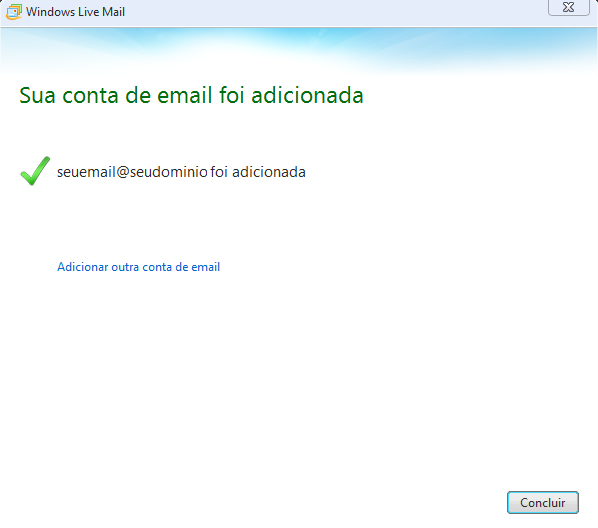 Windows Live Mail
Sua conta de email foi adicionada
seuemail@seudominio foi adicionada
Adicionar outra conta de email
Concluir